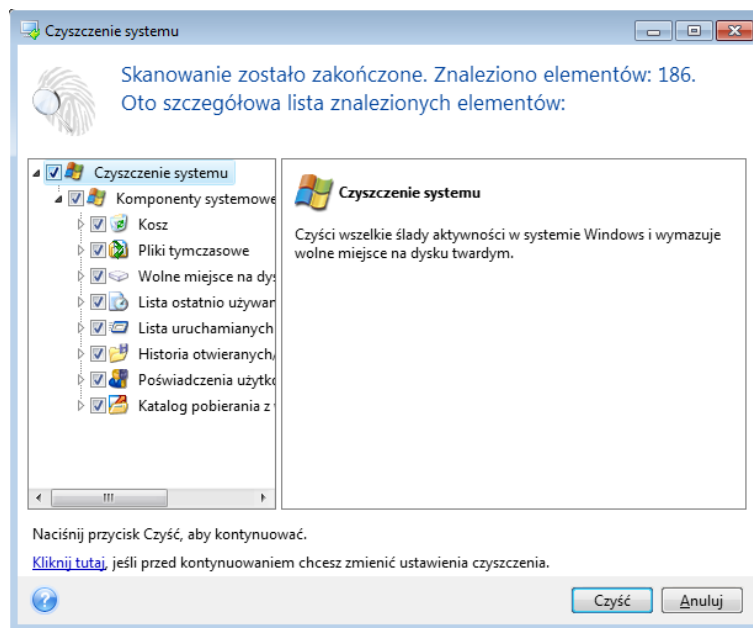 Czyszczenie systemu
Skanowanie zostało zakończone. Znaleziono elementów: 186.
Oto szczegółowa lista znalezionych elementów:
Czyszczenie systemu
Komponenty systemowe
Kosz
Pliki tymczasowe
Wolne miejsce na
Lista ostatnio
Lista uruchamianych
Historia otwieranych/
Poświadczenia
Katalog pobierania z
Czyszczenie systemu
Czyści wszelkie ślady aktywności w systemie Windows i wymazuje
wolne miejsce na dysku twardym.
Naciśnij przycisk Czyść, aby kontynuować.
Kliknij tutaj, jeśli przed kontynuowaniem chcesz zmienić ustawienia czyszczenia.
Czyść
Anuluj